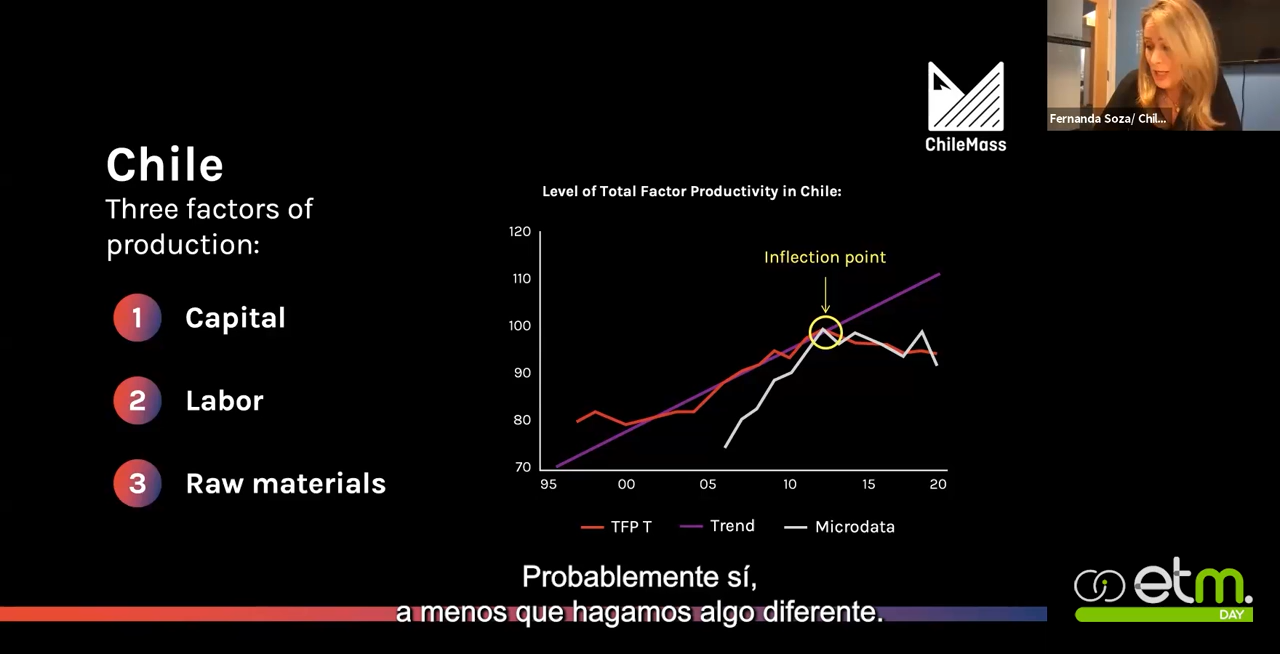 ChileMass
Fernanda Soza/ Chil...
Chile
Three factors of
production:
1 Capital
2 Labor
3 Raw materials
Level of Total Factor Productivity in Chile:
Inflection point
120
110
100
90
80
70
95 00 05 10 15 20
TFP T Trend Microdata
Probablemente sí,
a menos que hagamos algo diferente.
etm.
DAY